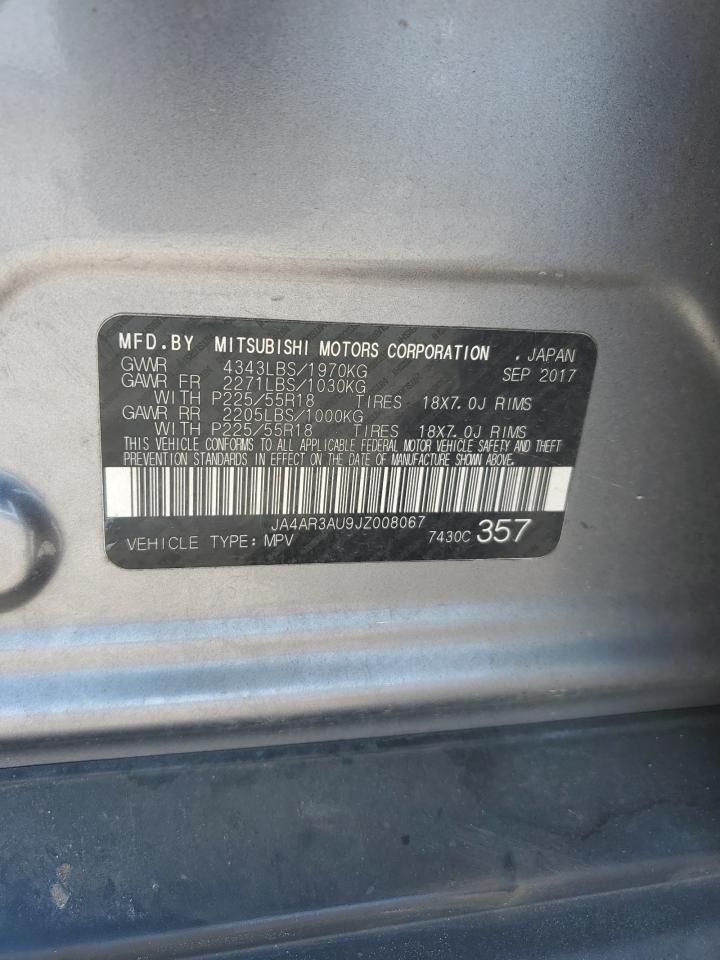 MFD.BY MITSUBISHI MOTORS CORPORATION . JAPAN
GVWR 4343LBS/1970KG SEP 2017
GAWR FR 2271LBS/1030KG
WITH P225/55R18 TIRES 18X7.0J RIMS
GAWR RR 2205LBS/1000KG
WITH P225/55R18 TIRES 18X7.0J RIMS
THIS VEHICLE CONFORMS TO ALL APPLICABLE FEDERAL MOTOR VEHICLE SAFETY AND THEFT
PREVENTION STANDARDS IN EFFECT ON THE DATE OF MANUFACTURE SHOWN ABOVE.
JA4AR3AU9JZ008067
VEHICLE TYPE: MPV 7430C 357